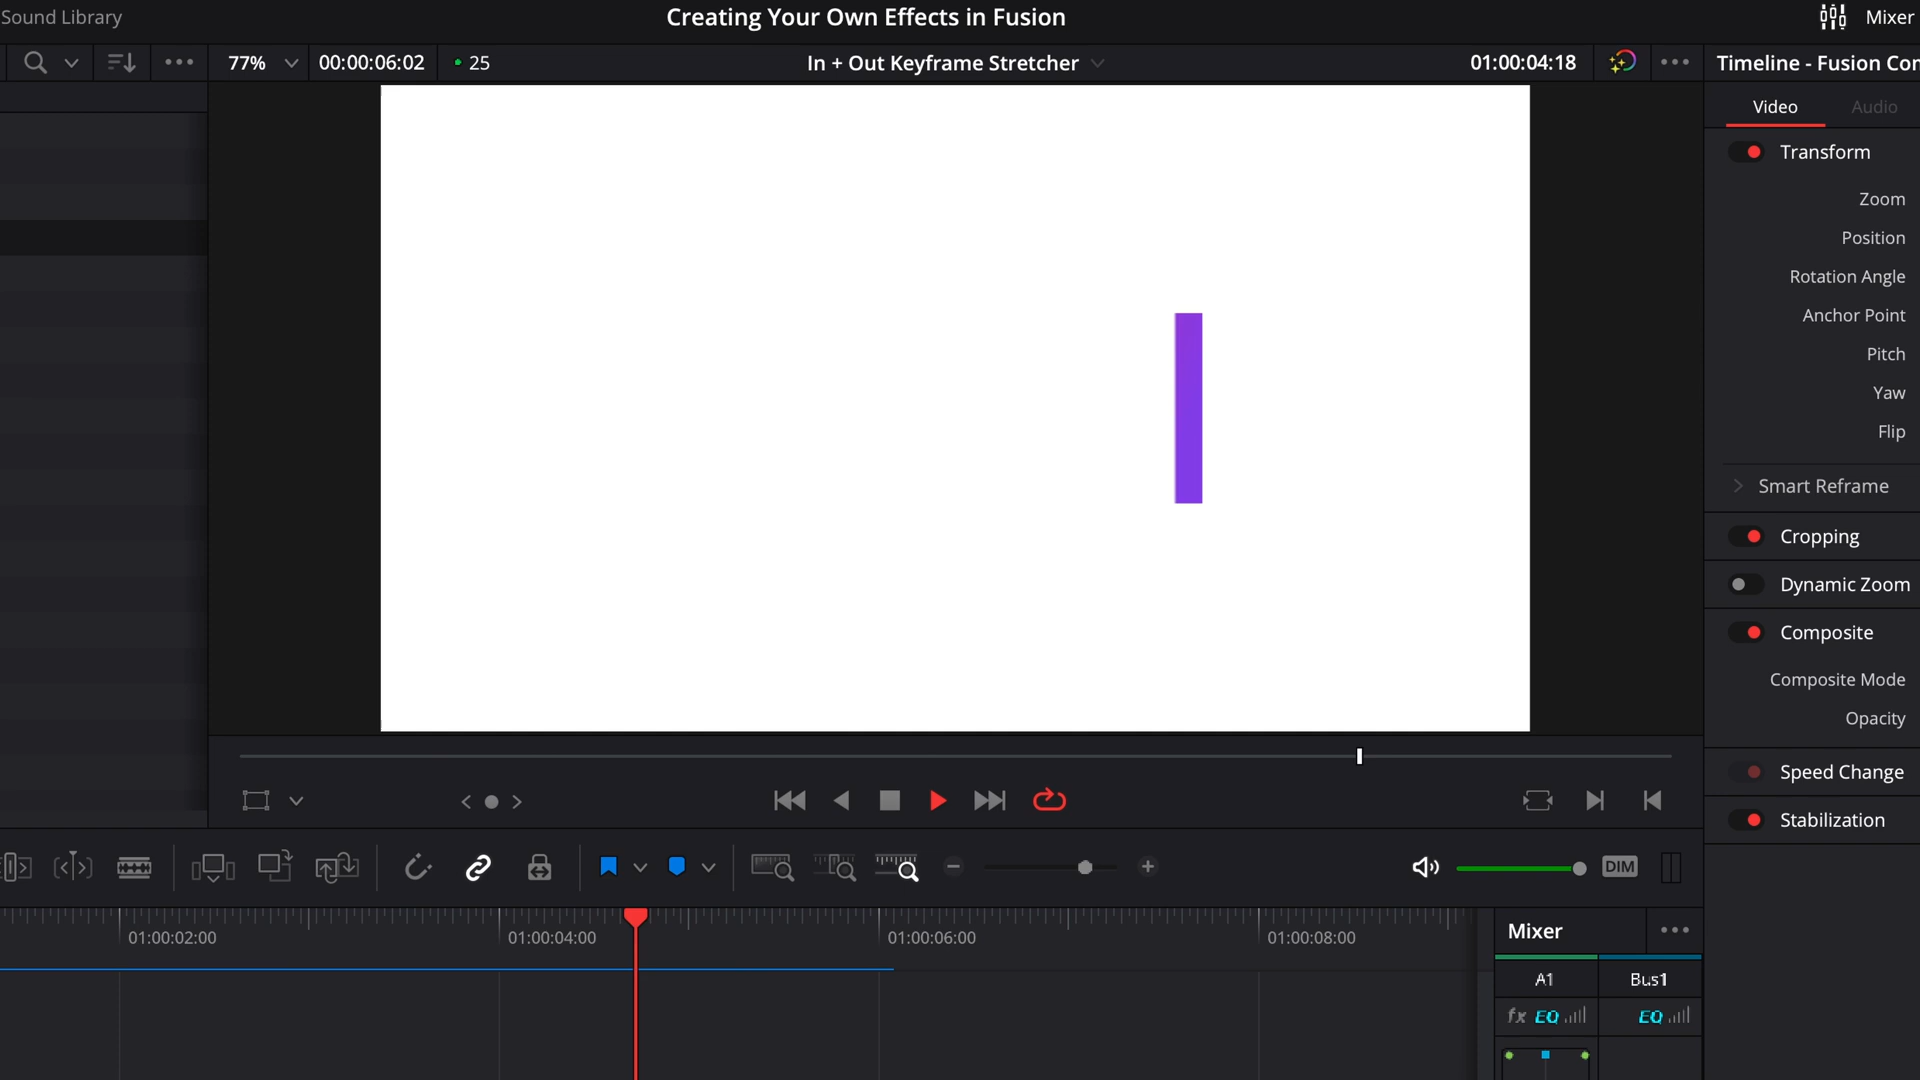 Sound Library
Creating Your Own Effects in Fusion
Mixer
77%
00:00:06:02
25
In + Out Keyframe Stretcher
01:00:04:18
Timeline - Fusion Con
Video
Audio
Transform
Zoom
Position
Rotation Angle
Anchor Point
Pitch
Yaw
Flip
Smart Reframe
Cropping
Dynamic Zoom
Composite
Composite Mode
Opacity
Speed Change
Stabilization
DIM
01:00:02:00
01:00:04:00
01:00:06:00
01:00:08:00
Mixer
A1
Bus1
fx EQ
EQ